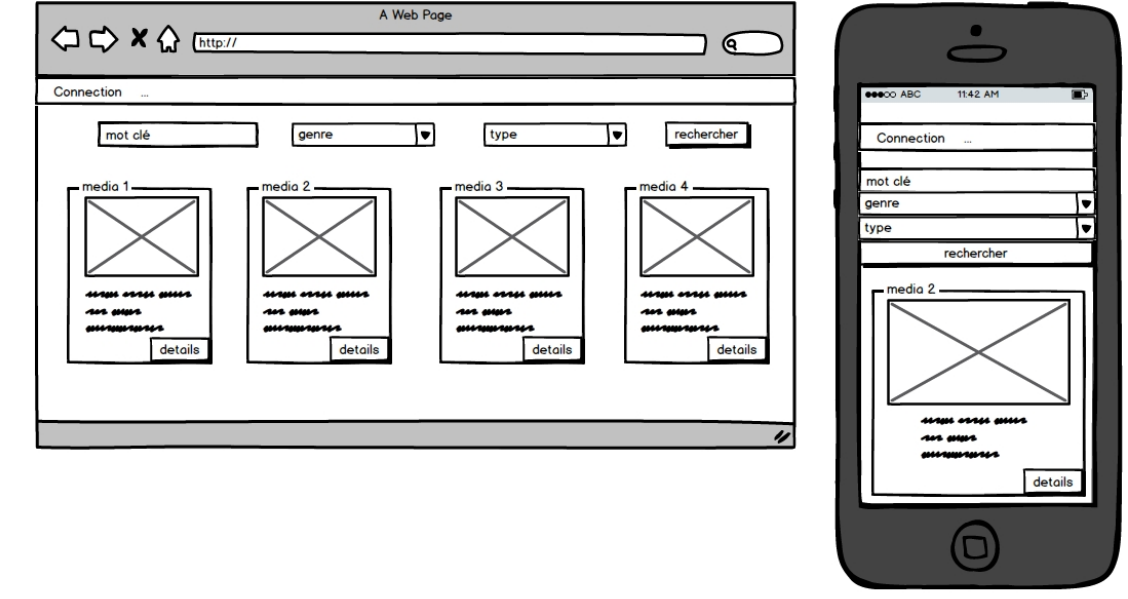 A Web Page
http://
Connection ...
mot clé genre type rechercher
media 1 media 2 media 3 media 4
details details details details
ABC 11:42 AM
Connection ...
mot clé
genre
type
rechercher
media 2
details